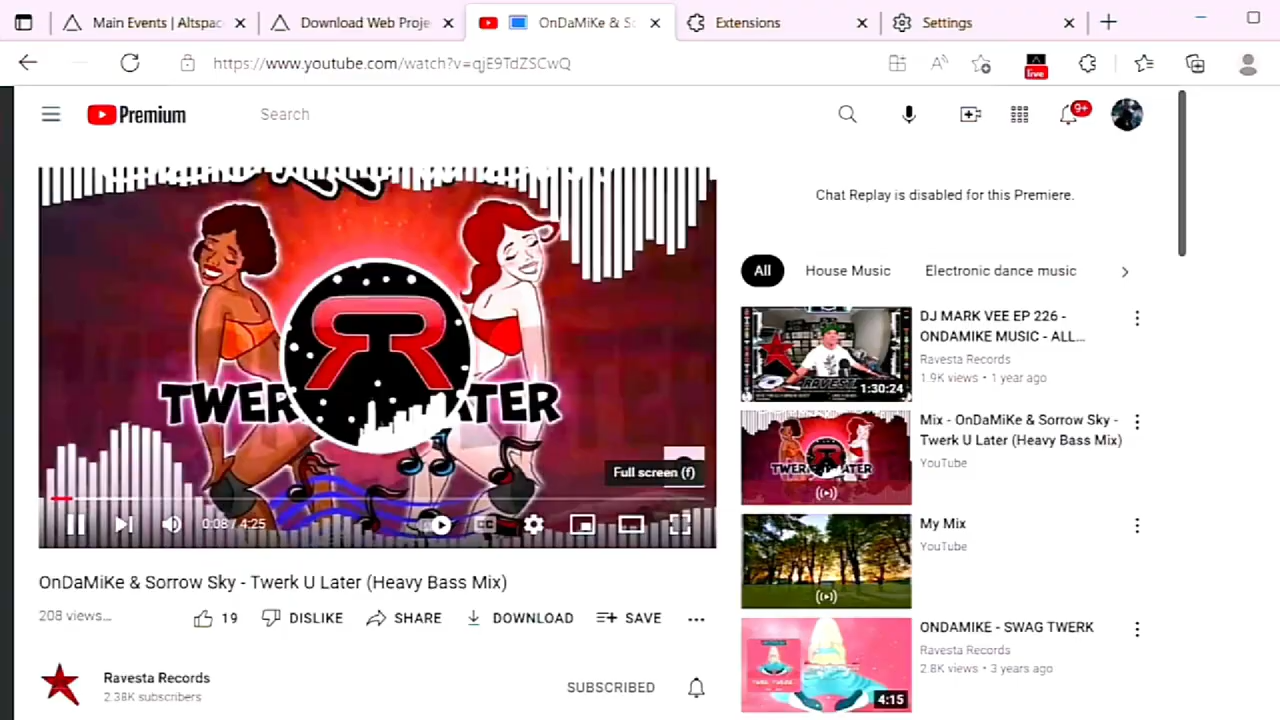 Main Events | Altspac
Download Web Proje
OnDaMiKe & So
Extensions
Settings
https://www.youtube.com/watch?v=qjE9TdZSCwQ
live
Premium
Search
9+
Chat Replay is disabled for this Premiere.
All
House Music
Electronic dance music
TWER
ATER
Full screen (f)
0:08 / 4:25
CC
DJ MARK VEE EP 226 -
ONDAMIKE MUSIC - ALL...
Ravesta Records
1.9K views • 1 year ago
1:30:24
Mix - OnDaMiKe & Sorrow Sky -
Twerk U Later (Heavy Bass Mix)
YouTube
My Mix
YouTube
ONDAMIKE - SWAG TWERK
Ravesta Records
2.8K views • 3 years ago
4:15
OnDaMiKe & Sorrow Sky - Twerk U Later (Heavy Bass Mix)
208 views...
19
DISLIKE
SHARE
DOWNLOAD
SAVE
Ravesta Records
2.38K subscribers
SUBSCRIBED